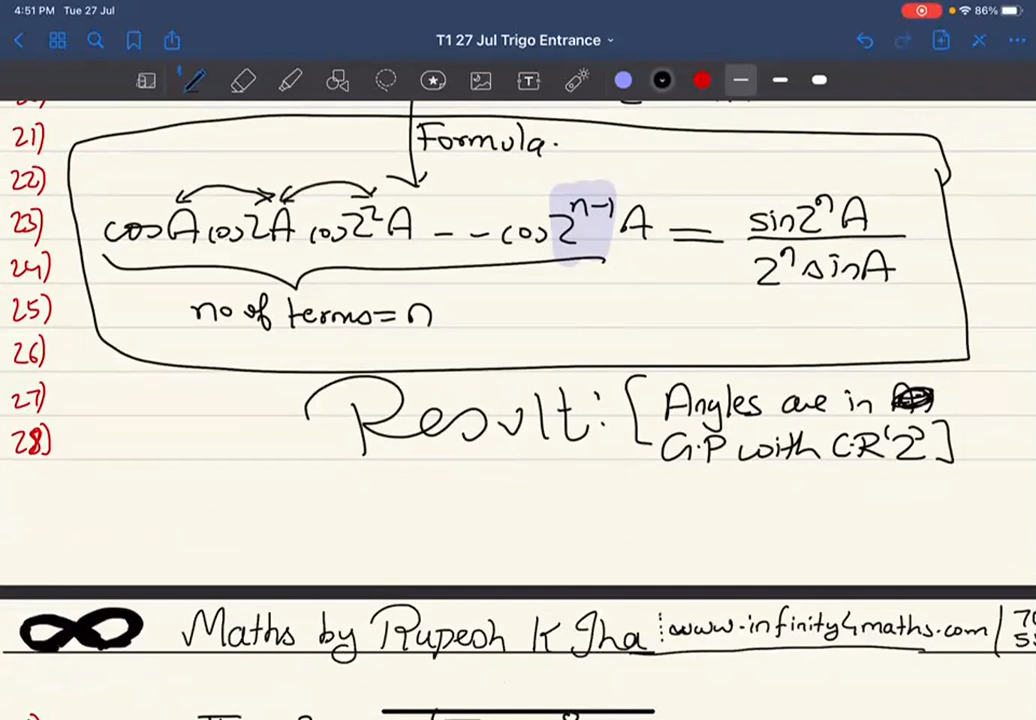 4:51 PM Tue 27 Jul
86%
T1 27 Jul Trigo Entrance
21)
Formula.
22)
23) cosA cos2A cos2²A -- cos2ⁿ⁻¹A = sin2ⁿA / 2ⁿsinA
24)
25) no of terms = n
26)
27) Result: [Angles are in
28) G.P with C.R '2']
∞ Maths by Rupesh K Jha www.infinity4maths.com/